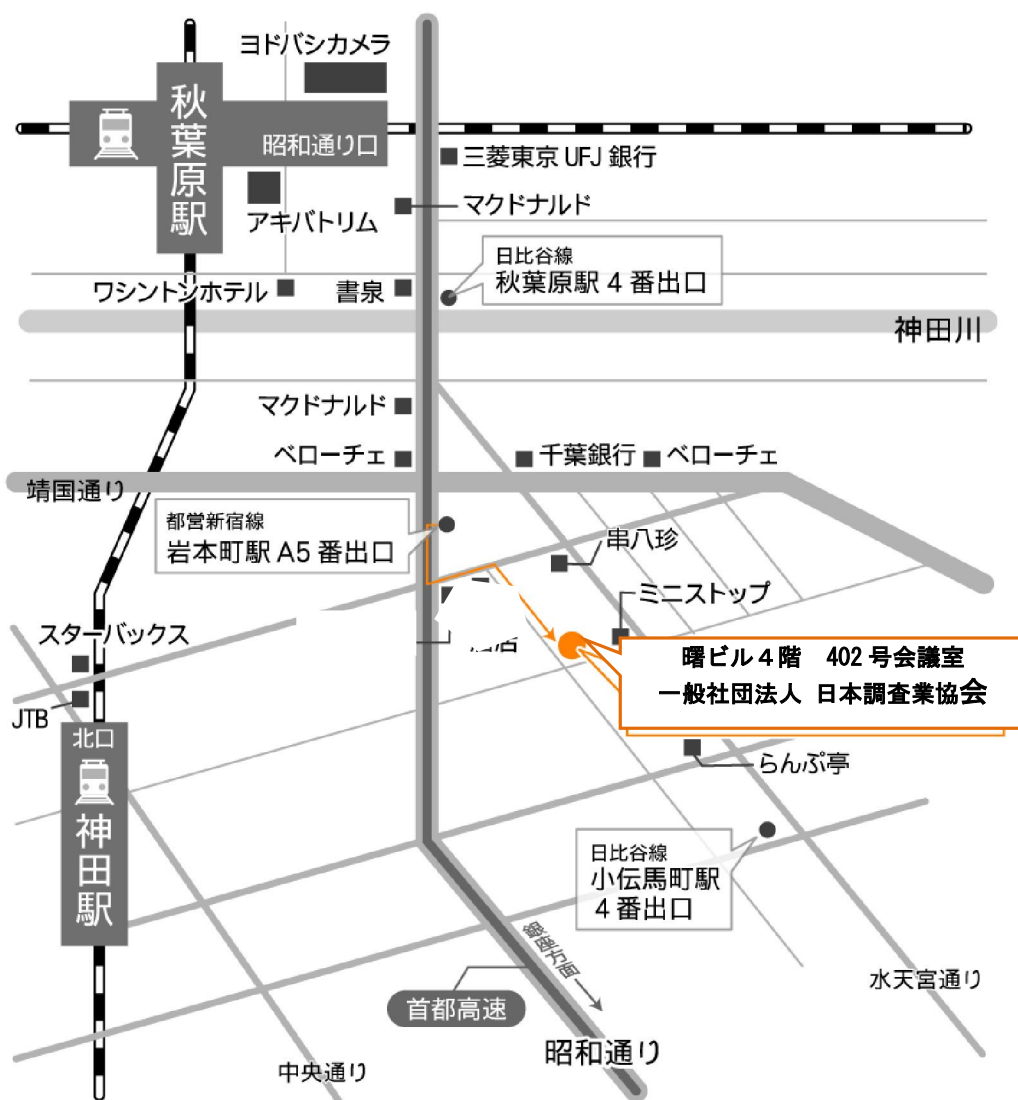 ヨドバシカメラ
秋葉原駅
昭和通り口
三菱東京 UFJ 銀行
アキバトリム
マクドナルド
日比谷線
秋葉原駅 4 番出口
ワシントンホテル
書泉
神田川
マクドナルド
ベローチェ
千葉銀行
ベローチェ
靖国通り
都営新宿線
岩本町駅 A5 番出口
串八珍
ミニストップ
スターバックス
曙ビル４階　402 号会議室
一般社団法人 日本調査業協会
JTB
北口
神田駅
らんぷ亭
日比谷線
小伝馬町駅
4 番出口
銀座方面
水天宮通り
首都高速
昭和通り
中央通り